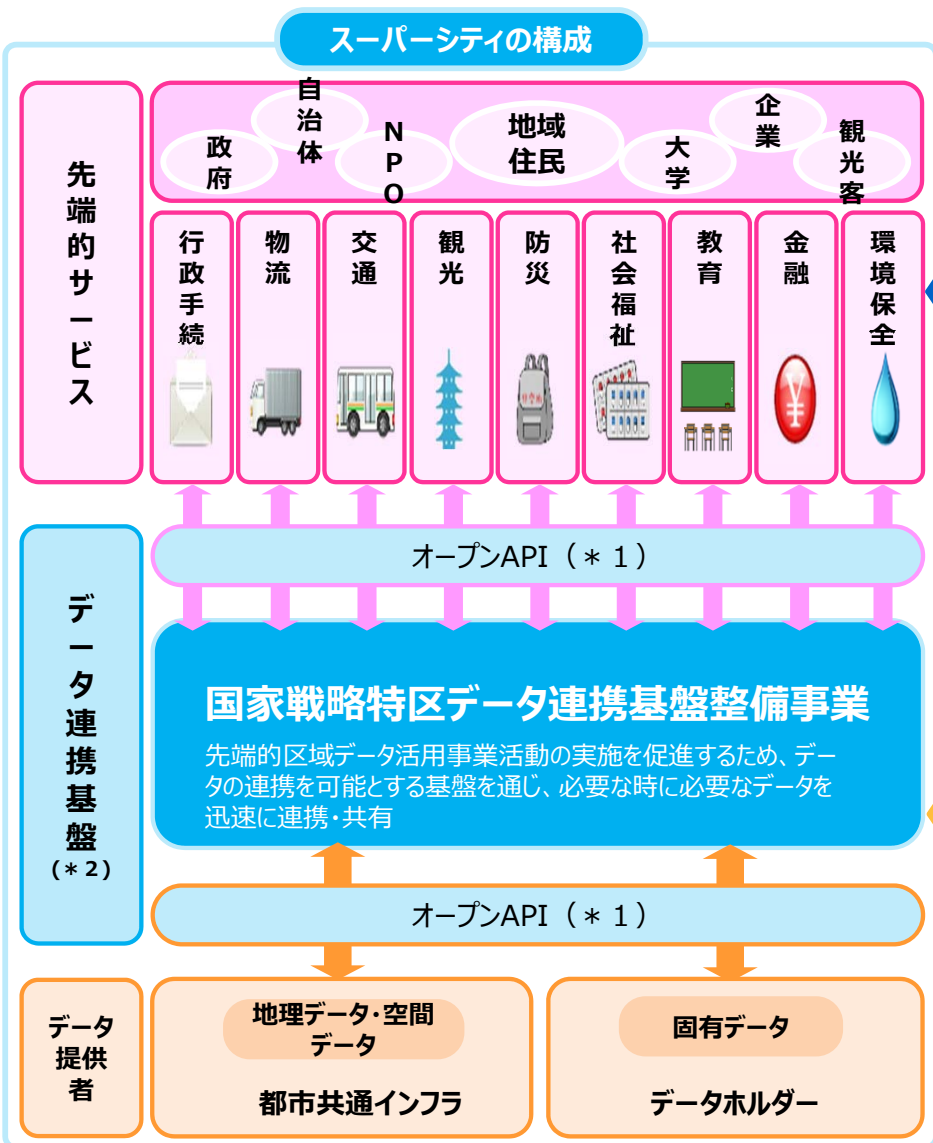 スーパーシティの構成
先端的サービス
政府
自治体
NPO
地域
住民
大学
企業
観光客
行政手続
物流
交通
観光
防災
社会福祉
教育
金融
環境保全
¥
オープンAPI（＊１）
データ連携基盤
(＊２)
国家戦略特区データ連携基盤整備事業
先端的区域データ活用事業活動の実施を促進するため、デー
タの連携を可能とする基盤を通じ、必要な時に必要なデータを
迅速に連携・共有
オープンAPI（＊１）
データ
提供
者
地理データ・空間
データ
都市共通インフラ
固有データ
データホルダー